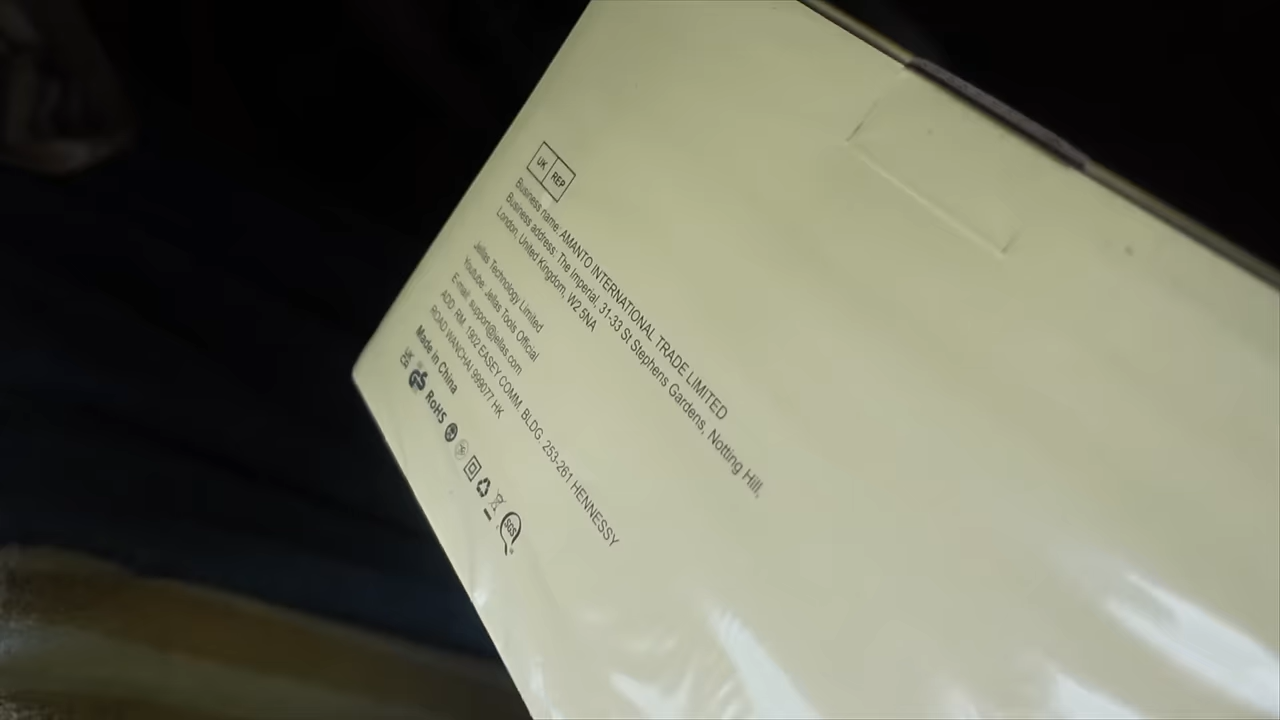 UK REP
Business name: AMANTO INTERNATIONAL TRADE LIMITED
Business address: The Imperial, 31-33 St Stephens Gardens, Notting Hill,
London, United Kingdom, W2 5NA
Jellas Technology Limited
Youtube: Jellas Tools Official
E-mail: support@jellas.com
ADD: RM. 1902 EASEY COMM. BLDG. 253-261 HENNESSY
ROAD WANCHAI 999077 HK
Made In China
UK CA RoHS SGS